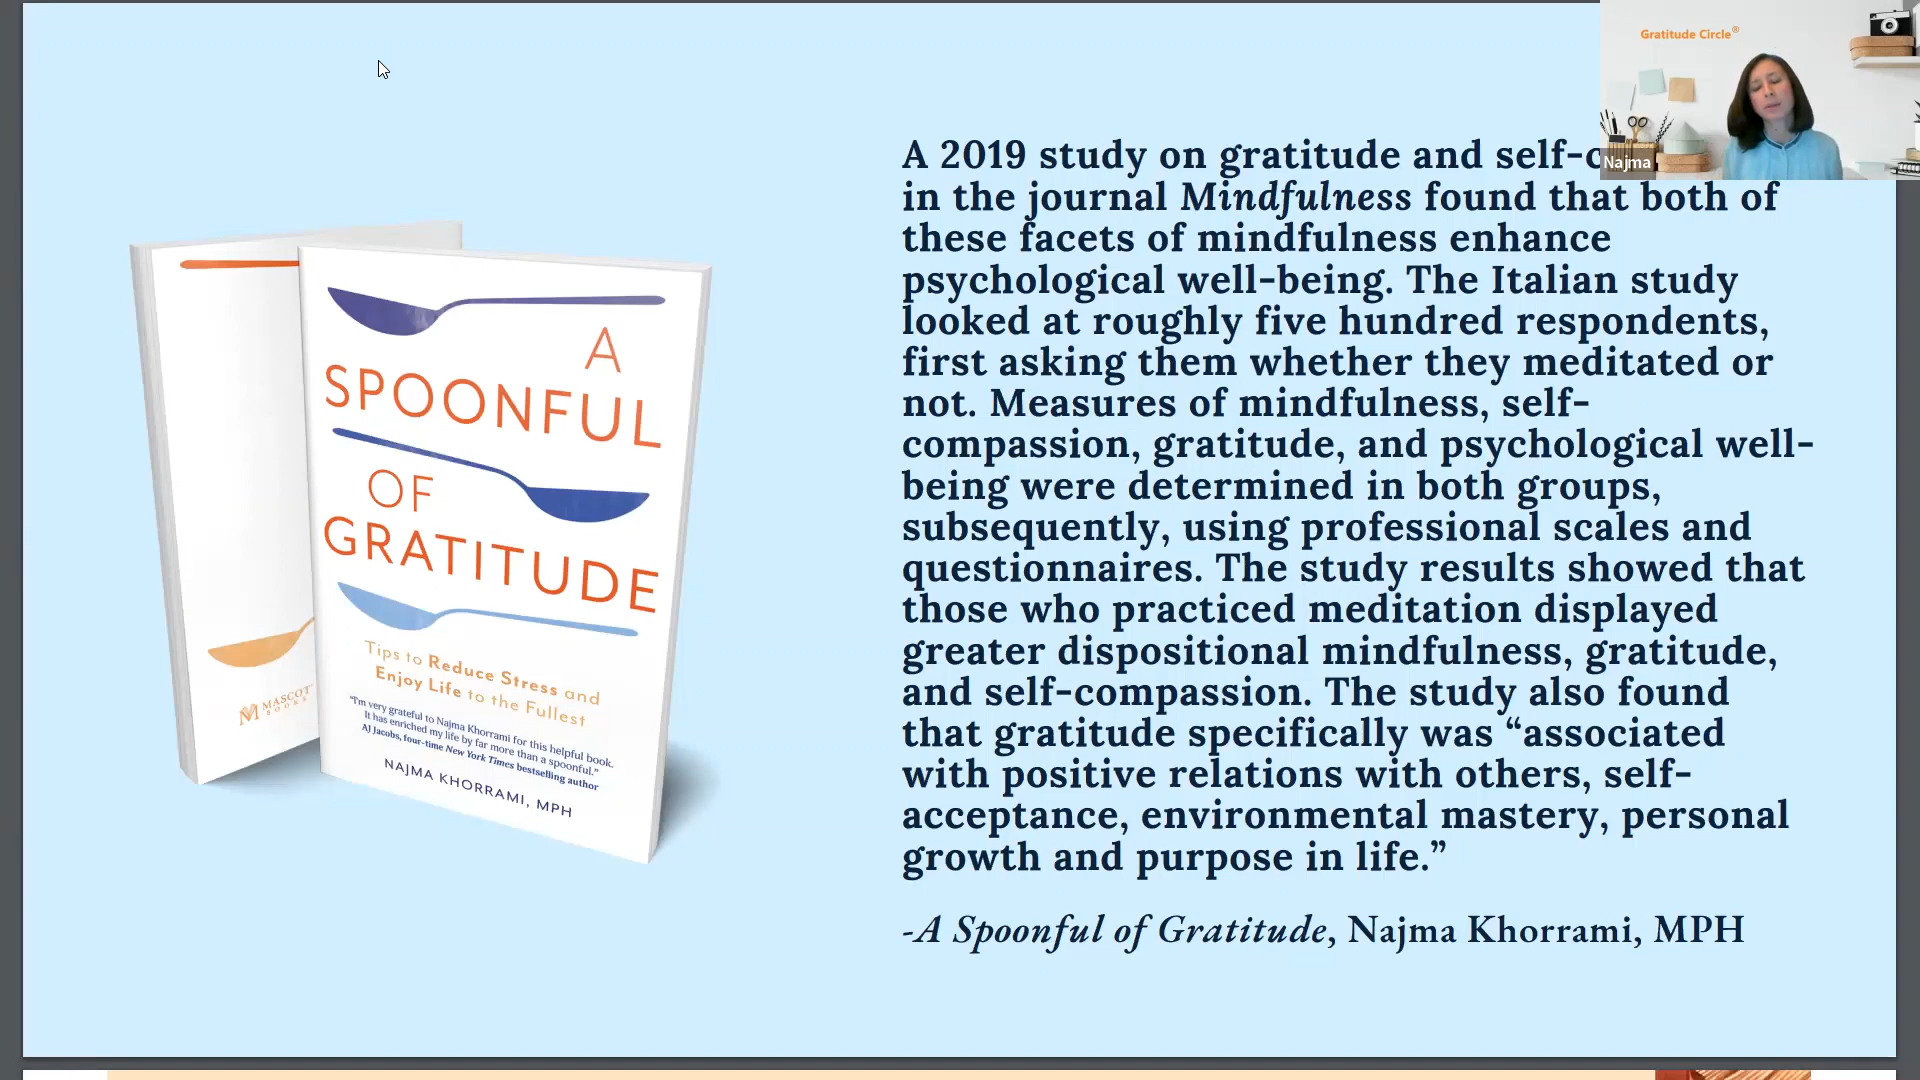 Gratitude Circle®
Najma
A 2019 study on gratitude and self-
in the journal Mindfulness found that both of
these facets of mindfulness enhance
psychological well-being. The Italian study
looked at roughly five hundred respondents,
first asking them whether they meditated or
not. Measures of mindfulness, self-
compassion, gratitude, and psychological well-
being were determined in both groups,
subsequently, using professional scales and
questionnaires. The study results showed that
those who practiced meditation displayed
greater dispositional mindfulness, gratitude,
and self-compassion. The study also found
that gratitude specifically was “associated
with positive relations with others, self-
acceptance, environmental mastery, personal
growth and purpose in life.”
-A Spoonful of Gratitude, Najma Khorrami, MPH
A
SPOONFUL
OF
GRATITUDE
Tips to Reduce Stress and
Enjoy Life to the Fullest
“I'm very grateful to Najma Khorrami for this helpful book.
It has enriched my life by far more than a spoonful.”
AJ Jacobs, four-time New York Times bestselling author
NAJMA KHORRAMI, MPH
MASCOT
BOOKS